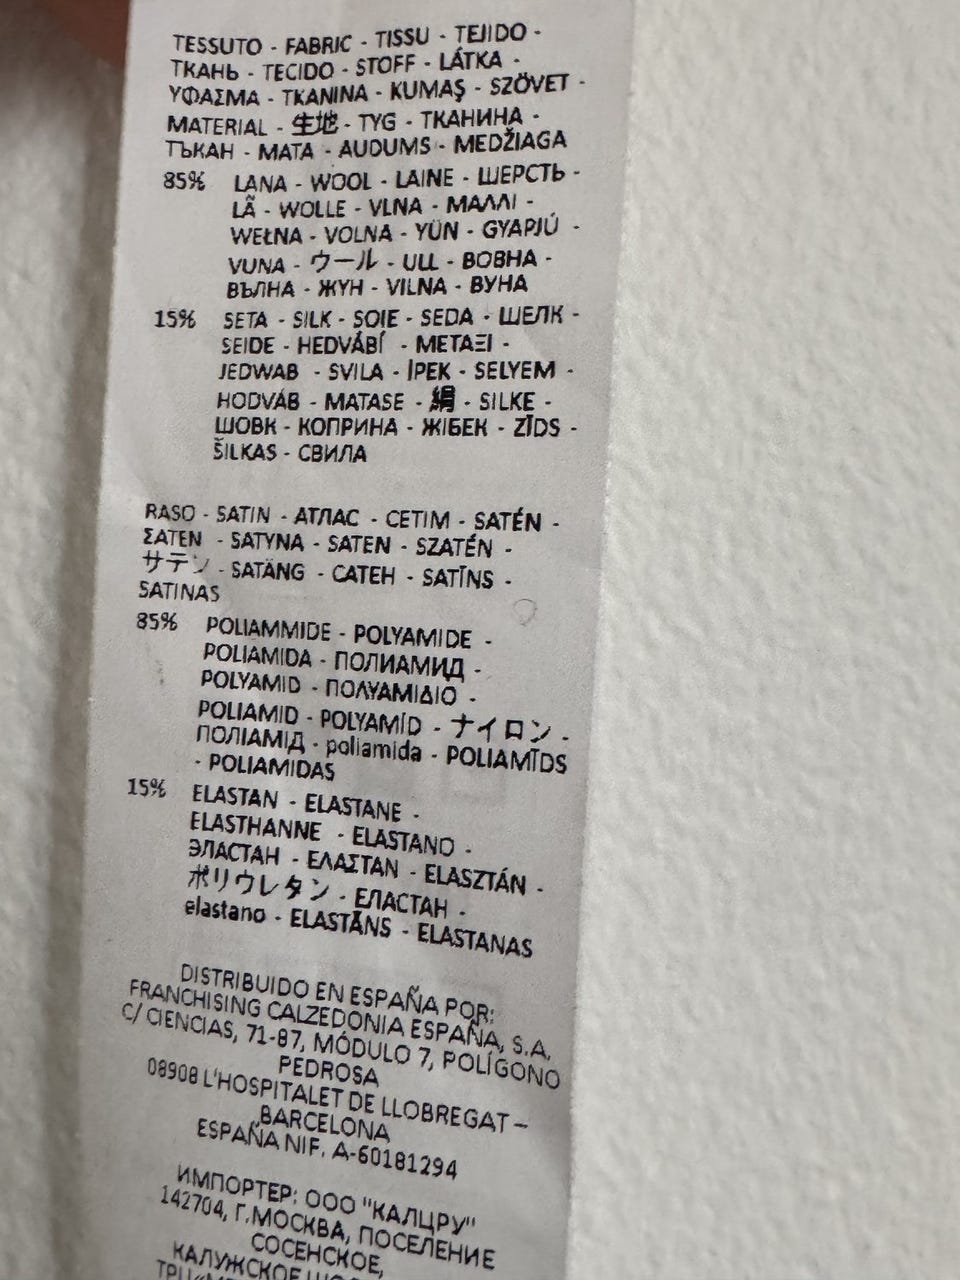 TESSUTO - FABRIC - TISSU - TEJIDO -
ТКАНЬ - TECIDO - STOFF - LÁTKA -
ΥΦΑΣΜΑ - TKANINA - KUMAŞ - SZÖVET -
MATERIAL - 生地 - TYG - ТКАНИНА -
ТЪКАН - МАТА - AUDUMS - MEDŽIAGA
85% LANA - WOOL - LAINE - ШЕРСТЬ -
LÃ - WOLLE - VLNA - ΜΑΛΛΙ -
WEŁNA - VOLNA - YÜN - GYAPJÚ -
VUNA - ウール - ULL - ВОВНА -
ВЪЛНА - ЖҮН - VILNA - ВУНА
15% SETA - SILK - SOIE - SEDA - ШЕЛК -
SEIDE - HEDVÁBÍ - ΜΕΤΑΞΙ -
JEDWAB - SVILA - İPEK - SELYEM -
HODVÁB - MATASE - 絹 - SILKE -
ШОВК - КОПРИНА - ЖІБЕК - ZĪDS -
ŠILKAS - СВИЛА
RASO - SATIN - АТЛАС - CETIM - SATÉN -
ΣΑΤΕΝ - SATYNA - SATEN - SZATÉN -
サテン - SATÄNG - САТЕН - SATĪNS -
SATINAS
85% POLIAMMIDE - POLYAMIDE -
POLIAMIDA - ПОЛИАМИД -
POLYAMID - ΠΟΛΥΑΜΙΔΙΟ -
POLIAMID - POLYAMÍD - ナイロン -
ПОЛІАМІД - poliamida - POLIAMĪDS
- POLIAMIDAS
15% ELASTAN - ELASTANE -
ELASTHANNE - ELASTANO -
ЭЛАСТАН - ΕΛΑΣΤΑΝ - ELASZTÁN -
ポリウレタン - ЕЛАСТАН -
elastano - ELASTĀNS - ELASTANAS
DISTRIBUIDO EN ESPAÑA POR:
FRANCHISING CALZEDONIA ESPAÑA, S.A.
C/ CIENCIAS, 71-87, MÓDULO 7, POLÍGONO
PEDROSA
08908 L'HOSPITALET DE LLOBREGAT –
BARCELONA
ESPAÑA NIF. A-60181294
ИМПОРТЕР: ООО "КАЛЦРУ"
142704, Г.МОСКВА, ПОСЕЛЕНИЕ
СОСЕНСКОЕ,
КАЛУЖСКОЕ